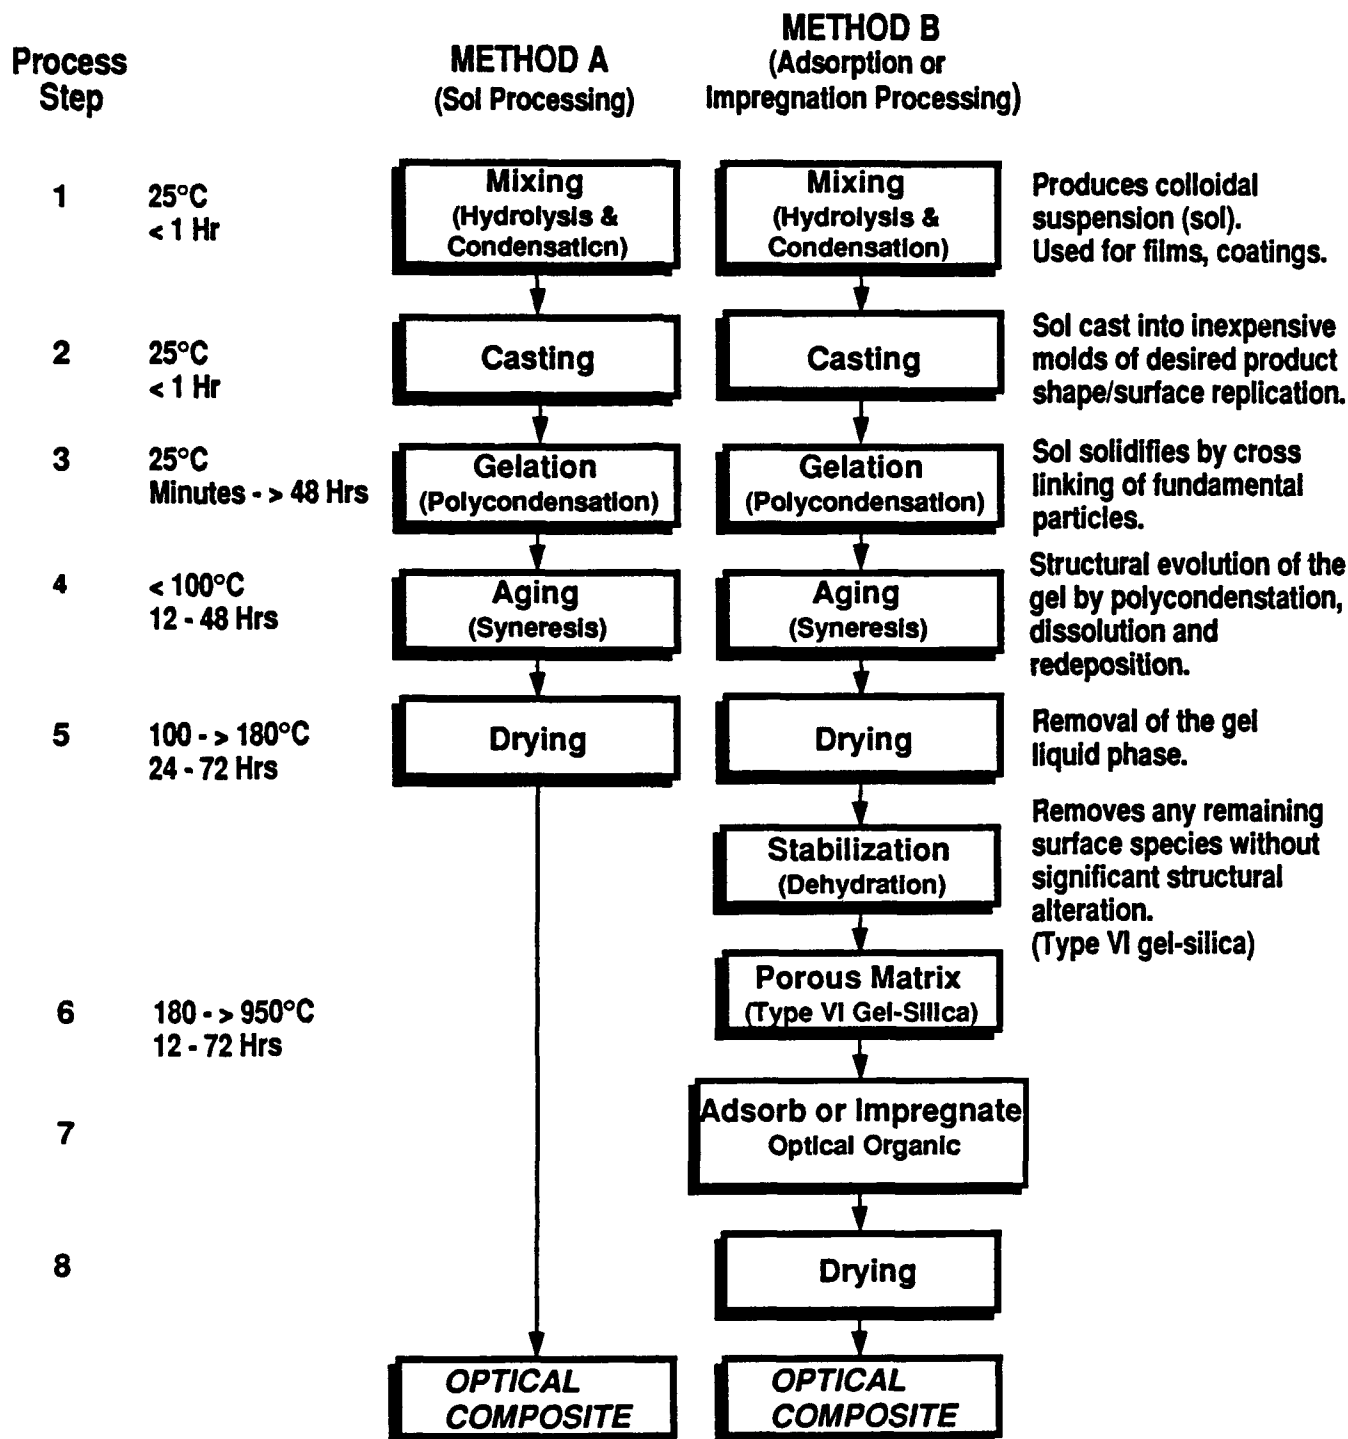 Process
Step
METHOD A
(Sol Processing)
METHOD B
(Adsorption or
Impregnation Processing)
1
25°C
< 1 Hr
Mixing
(Hydrolysis &
Condensation)
Mixing
(Hydrolysis &
Condensation)
Produces colloidal
suspension (sol).
Used for films, coatings.
2
25°C
< 1 Hr
Casting
Casting
Sol cast into inexpensive
molds of desired product
shape/surface replication.
3
25°C
Minutes - > 48 Hrs
Gelation
(Polycondensation)
Gelation
(Polycondensation)
Sol solidifies by cross
linking of fundamental
particles.
4
< 100°C
12 - 48 Hrs
Aging
(Syneresis)
Aging
(Syneresis)
Structural evolution of the
gel by polycondenstation,
dissolution and
redeposition.
5
100 - > 180°C
24 - 72 Hrs
Drying
Drying
Removal of the gel
liquid phase.
Stabilization
(Dehydration)
Removes any remaining
surface species without
significant structural
alteration.
(Type VI gel-silica)
6
180 - > 950°C
12 - 72 Hrs
Porous Matrix
(Type VI Gel-Silica)
7
Adsorb or Impregnate
Optical Organic
8
Drying
OPTICAL
COMPOSITE
OPTICAL
COMPOSITE